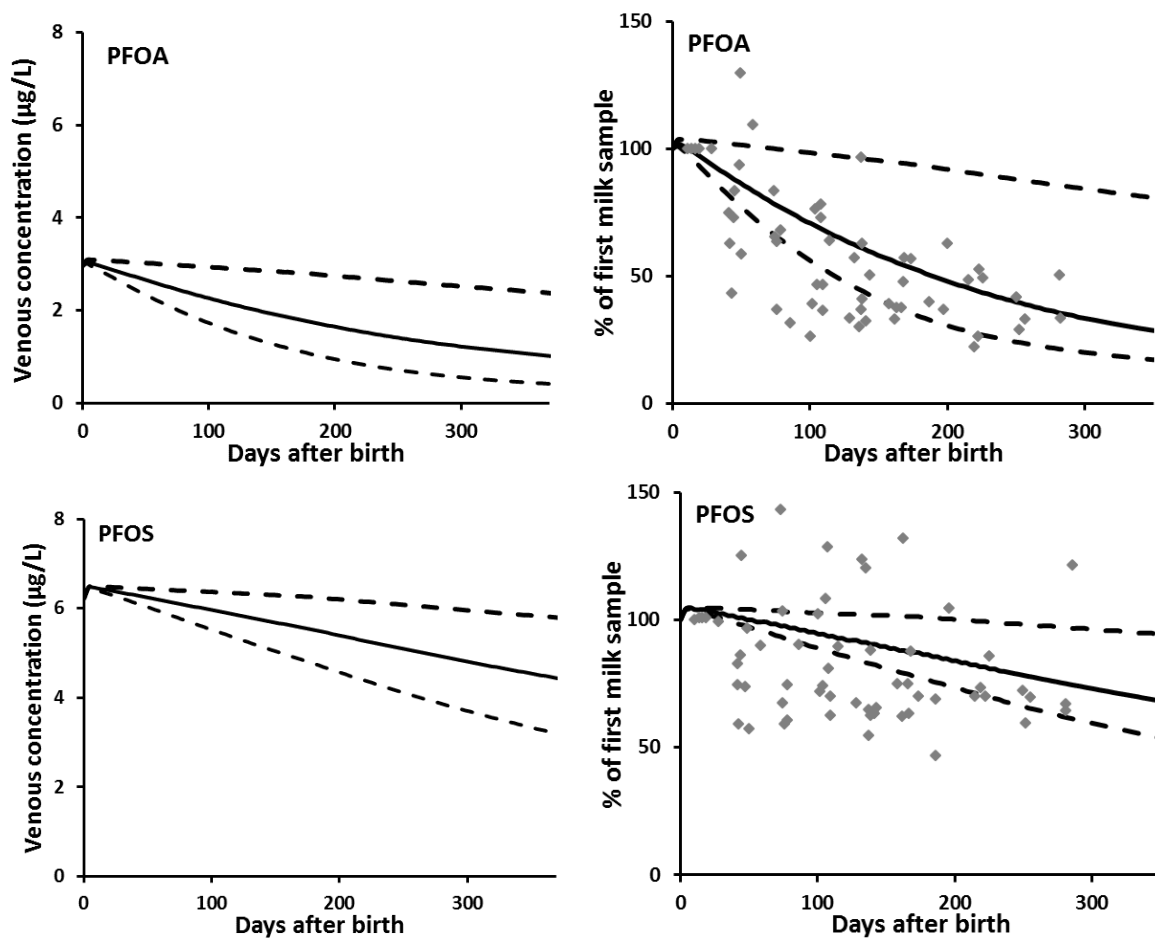 8
6
4
2
0
Venous concentration (µg/L)
PFOA
0
100
200
300
Days after birth
150
100
50
0
% of first milk sample
PFOA
0
100
200
300
Days after birth
8
6
4
2
0
Venous concentration (µg/L)
PFOS
0
100
200
300
Days after birth
150
100
50
0
% of first milk sample
PFOS
0
100
200
300
Days after birth